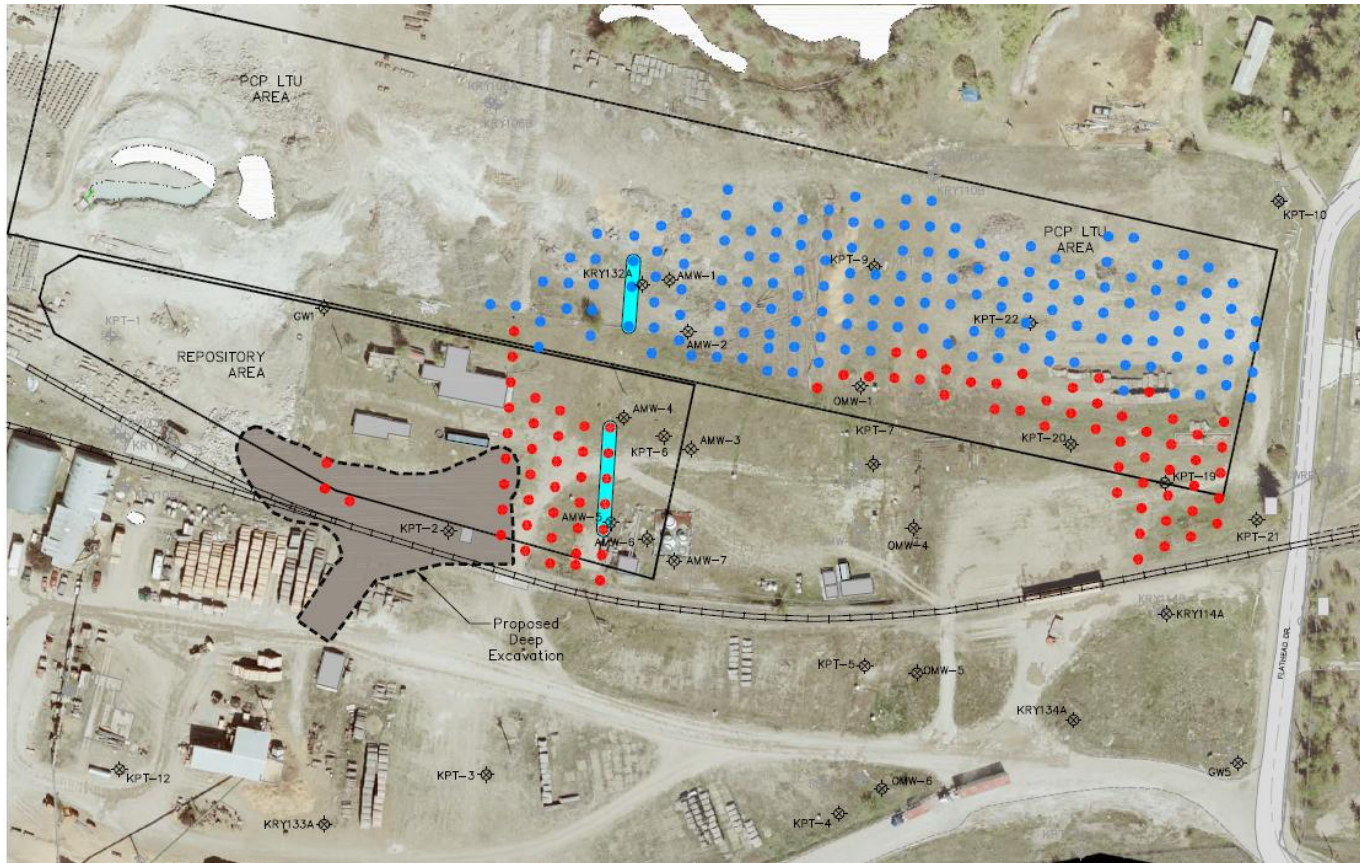 PCP LTU
AREA
KRY108B
KRY110B
KPT-10
PCP LTU
AREA
KPT-9
KRY132A
AMW-1
GW1
KPT-22
KPT-1
AMW-2
REPOSITORY
AREA
OMW-1
AMW-4
KPT-7
KPT-6
AMW-3
KPT-20
KPT-19
AMW-5
KPT-2
KPT-21
OMW-4
AMW-6
AMW-7
KRY114A
Proposed
Deep
Excavation
KPT-5
OMW-5
FLATHEAD DR.
KRY134A
KPT-12
KPT-3
GW5
OMW-6
KPT-4
KRY133A